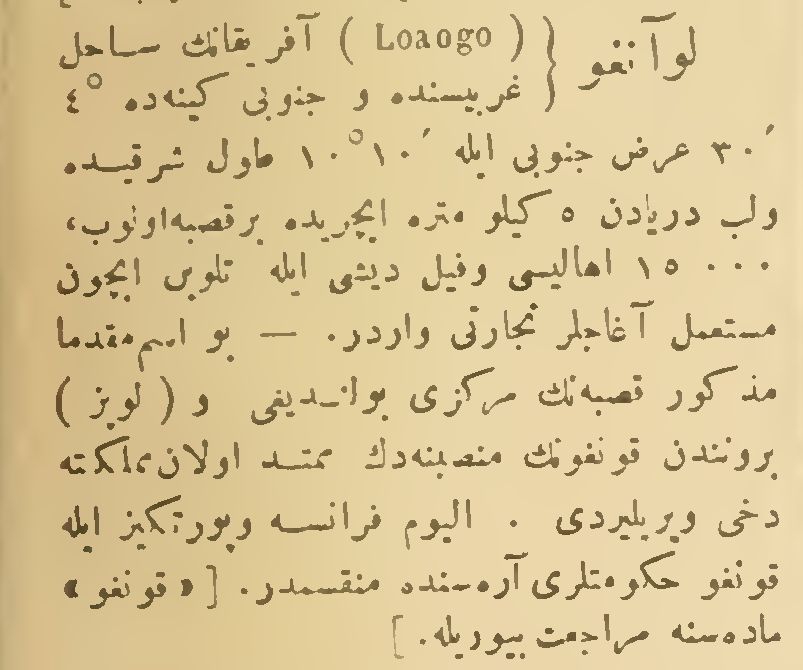 لوآنغو { ( Loaogo ) آفریقانك ساحل
غربیسنده و جنوبی کینه‌ده ٤°
٣٠′ عرض جنوبی ایله ١٠′ ١٠° طول شرقیده
ولب دریادن ٥ کیلو متره ایچریده برقصبه‌اولوب،
١٥٠٠٠ اهالیسی وفیل دیشی ایله تلوین ایچون
مستعمل آغاجلر تجارتی واردر. — بو اسم‌مقدما
مذکور قصبه‌نك مرکزی بولندیغی و ( لوپز )
برونندن قونغونك منصبنه‌دك ممتد اولان‌مملکته
دخی ویریلیردی . الیوم فرانسه وپورتکیز ایله
قونغو حکومتلری آره‌سنده منقسمدر. [ «قونغو»
ماده‌سنه مراجعت بیوریله. ]